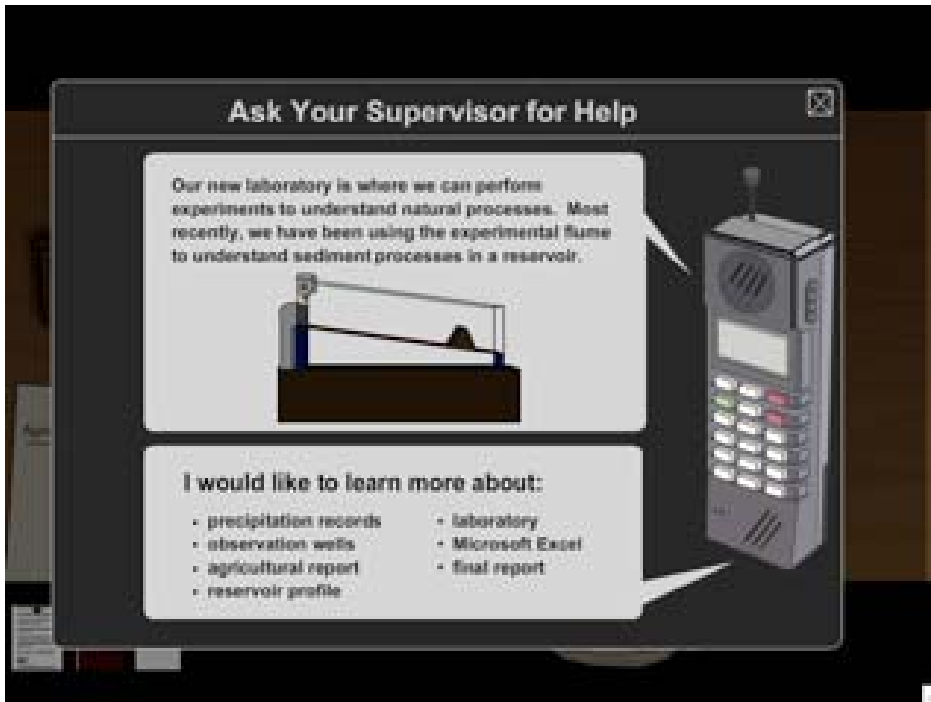 Ask Your Supervisor for Help
Our new laboratory is where we can perform
experiments to understand natural processes. Most
recently, we have been using the experimental flume
to understand sediment processes in a reservoir.
I would like to learn more about:
• precipitation records
• observation wells
• agricultural report
• reservoir profile
• laboratory
• Microsoft Excel
• final report